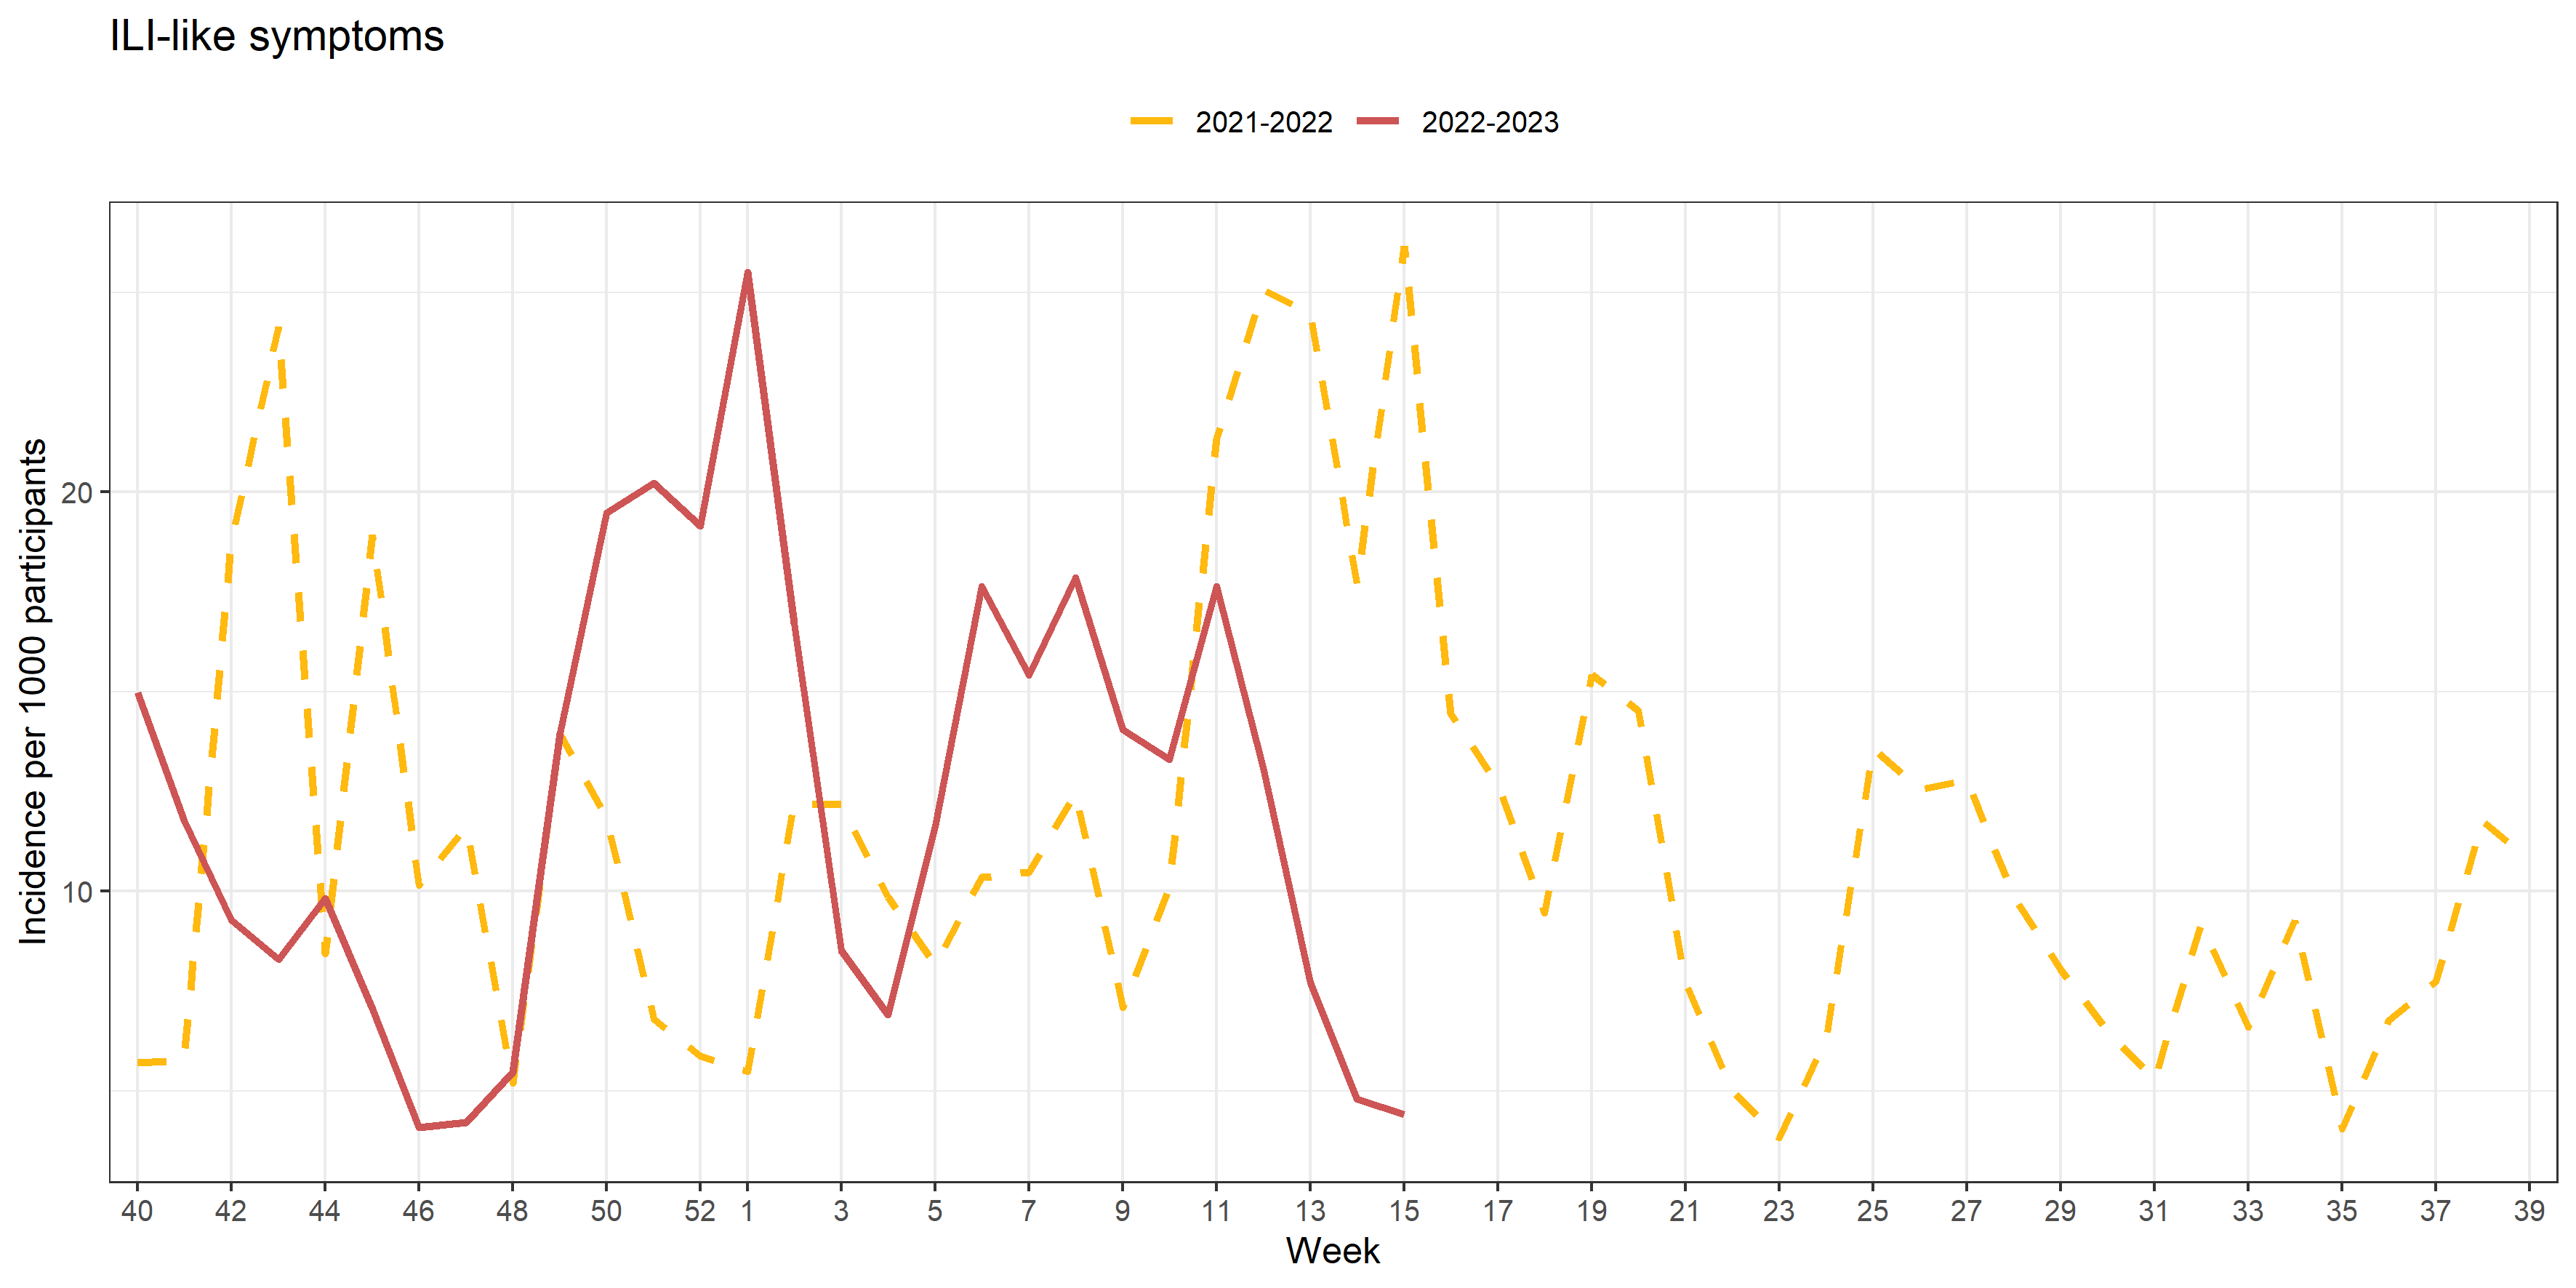 ILI-like symptoms
2021-2022 2022-2023
Incidence per 1000 participants
20
10
40 42 44 46 48 50 52 1 3 5 7 9 11 13 15 17 19 21 23 25 27 29 31 33 35 37 39
Week